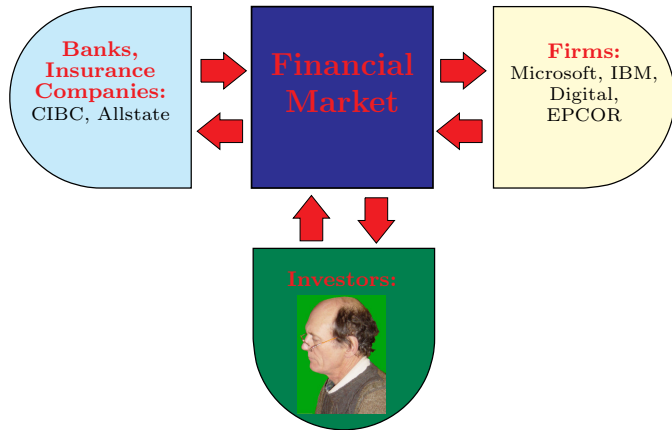 Banks,
Insurance
Companies:
CIBC, Allstate
Financial
Market
Firms:
Microsoft, IBM,
Digital,
EPCOR
Investors: